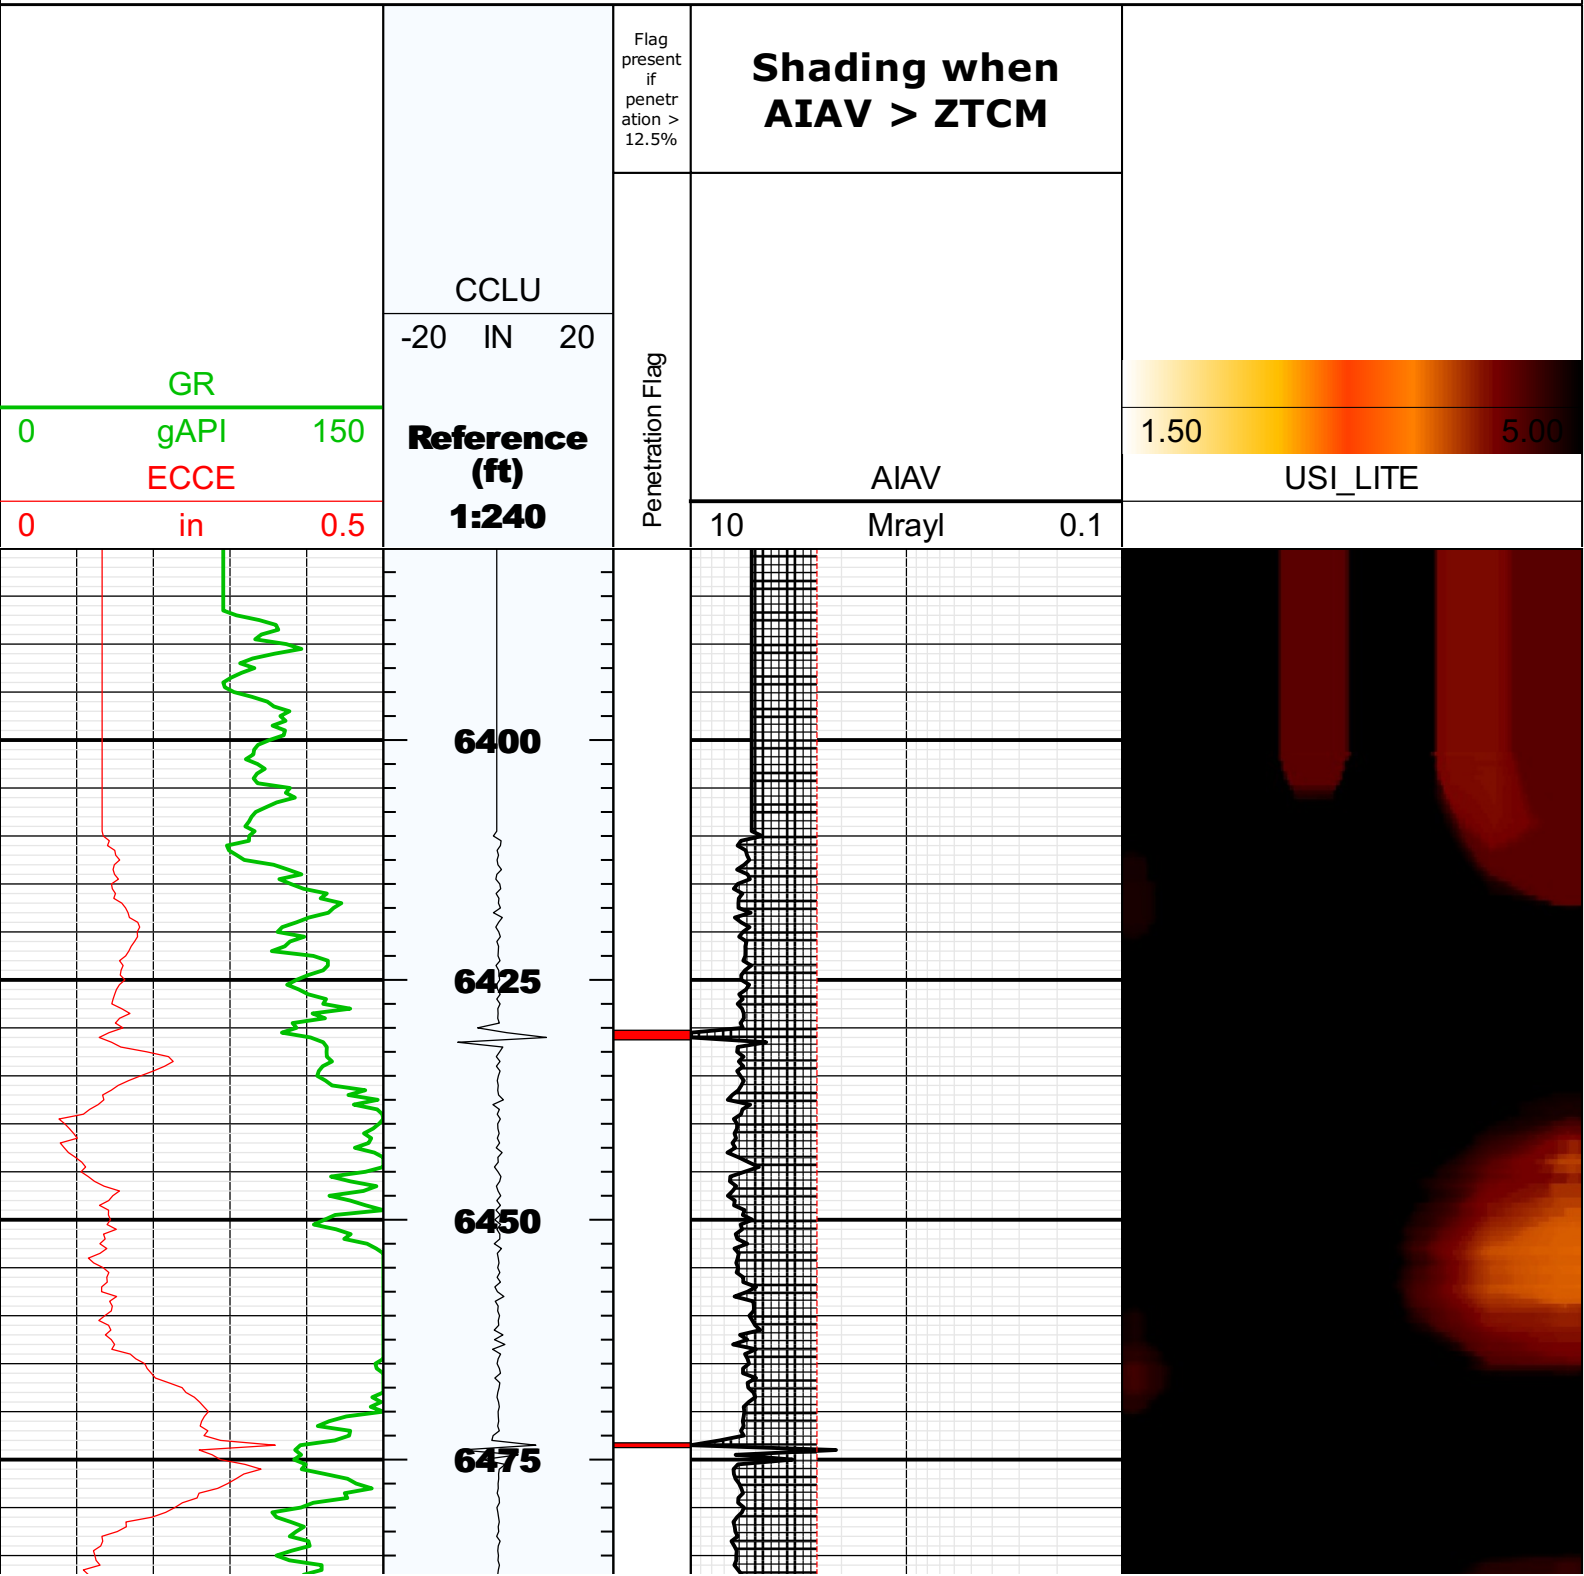 Flag
present
if
penetr
ation >
12.5%
Shading when
AIAV > ZTCM
CCLU
-20 IN 20
GR
0 gAPI 150
ECCE
0 in 0.5
Reference
(ft)
1:240
Penetration Flag
AIAV
10 Mrayl 0.1
1.50 5.00
USI_LITE
6400
6425
6450
6475